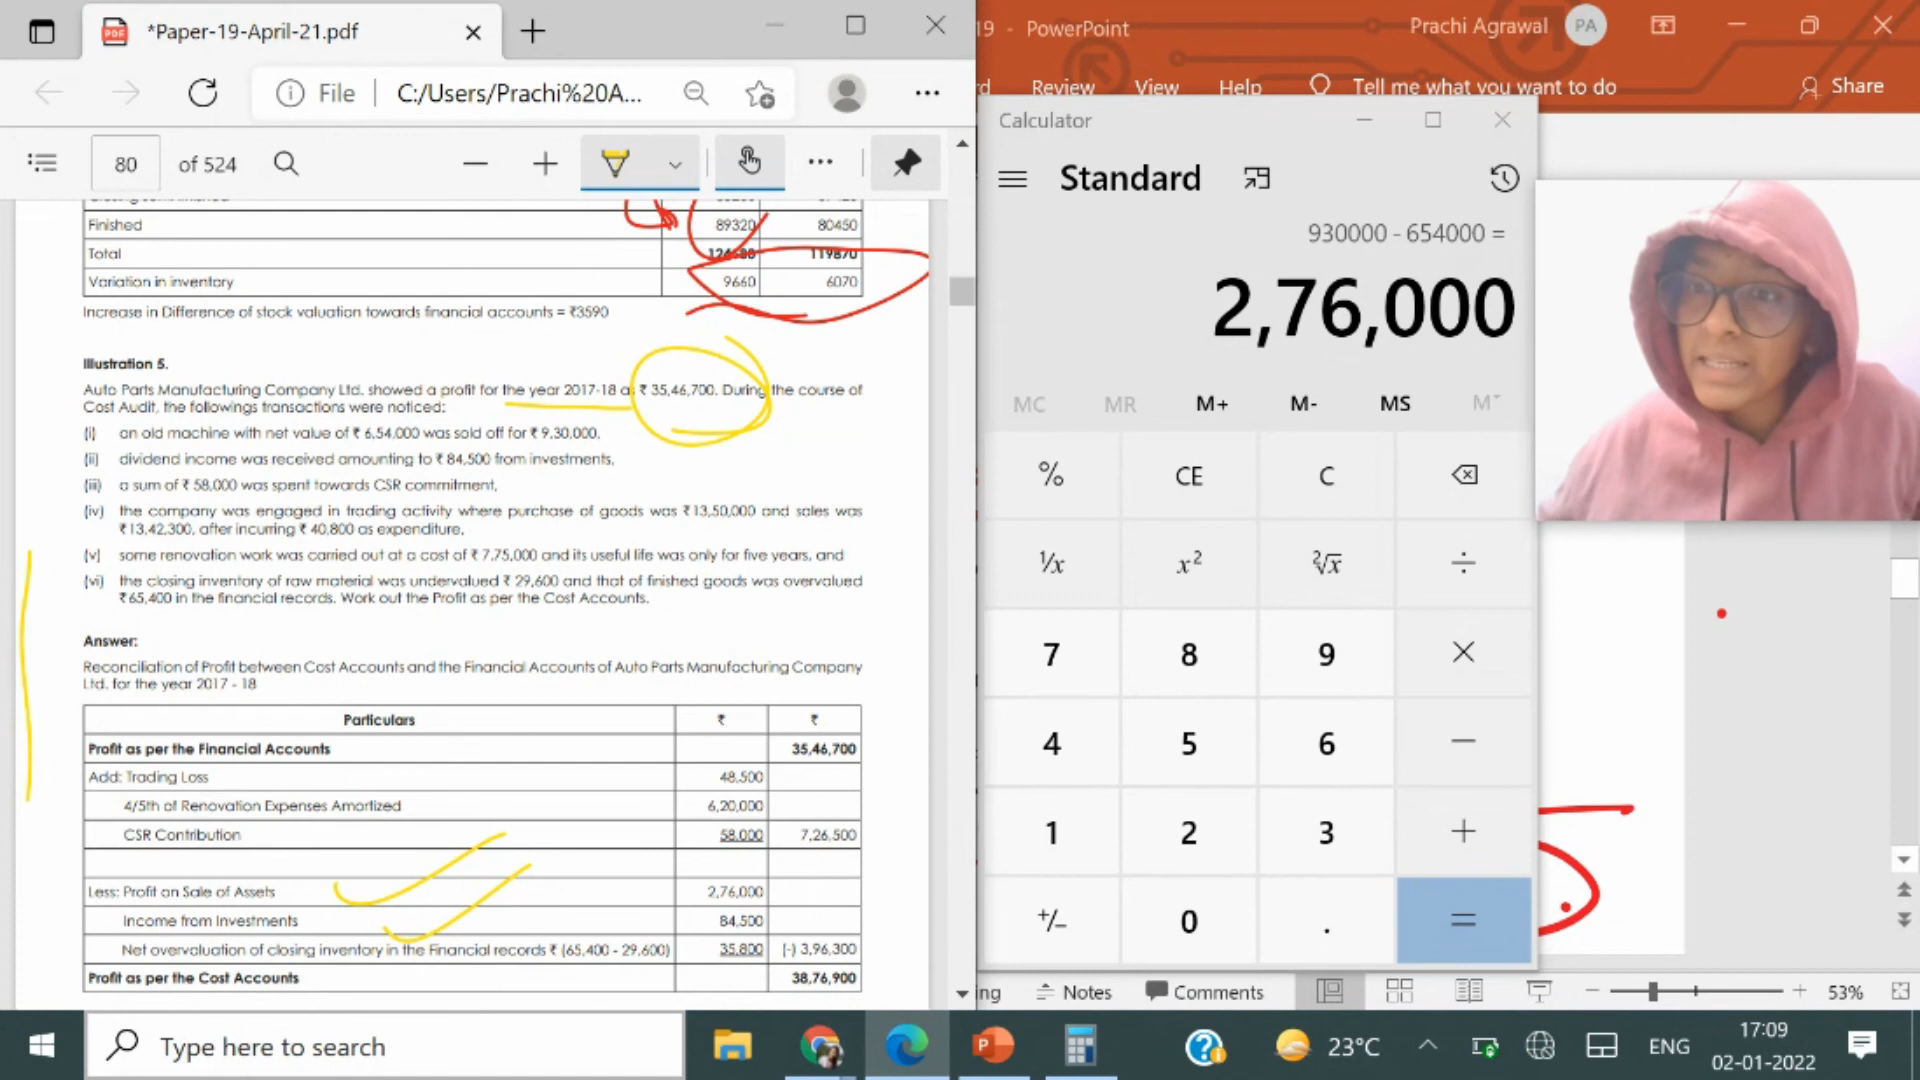 *Paper-19-April-21.pdf
File | C:/Users/Prachi%20A...
80 of 524
Finished 89320 80450
Total 119870
Variation in inventory 9660 6070
Increase in Difference of stock valuation towards financial accounts = ₹3590
Illustration 5.
Auto Parts Manufacturing Company Ltd. showed a profit for the year 2017-18 as ₹ 35,46,700. During the course of
Cost Audit, the followings transactions were noticed:
(i) an old machine with net value of ₹ 6,54,000 was sold off for ₹ 9,30,000,
(ii) dividend income was received amounting to ₹ 84,500 from investments,
(iii) a sum of ₹ 58,000 was spent towards CSR commitment,
(iv) the company was engaged in trading activity where purchase of goods was ₹13,50,000 and sales was
₹13,42,300, after incurring ₹ 40,800 as expenditure,
(v) some renovation work was carried out at a cost of ₹ 7,75,000 and its useful life was only for five years, and
(vi) the closing inventory of raw material was undervalued ₹ 29,600 and that of finished goods was overvalued
₹65,400 in the financial records. Work out the Profit as per the Cost Accounts.
Answer:
Reconciliation of Profit between Cost Accounts and the Financial Accounts of Auto Parts Manufacturing Company
Ltd. for the year 2017 - 18
Particulars ₹ ₹
Profit as per the Financial Accounts 35,46,700
Add: Trading Loss 48,500
4/5th of Renovation Expenses Amortized 6,20,000
CSR Contribution 58,000 7,26,500
Less: Profit on Sale of Assets 2,76,000
Income from Investments 84,500
Net overvaluation of closing inventory in the Financial records ₹ (65,400 - 29,600) 35,800 (-) 3,96,300
Profit as per the Cost Accounts 38,76,900
19 - PowerPoint
Prachi Agrawal PA
d Review View Help Tell me what you want to do Share
Calculator
Standard
930000 - 654000 =
2,76,000
MC MR M+ M- MS M˅
% CE C
¹/x x² ²√x ÷
7 8 9 ×
4 5 6 −
1 2 3 +
+/− 0 . =
ing Notes Comments 53%
Type here to search
23°C ENG 17:09
02-01-2022